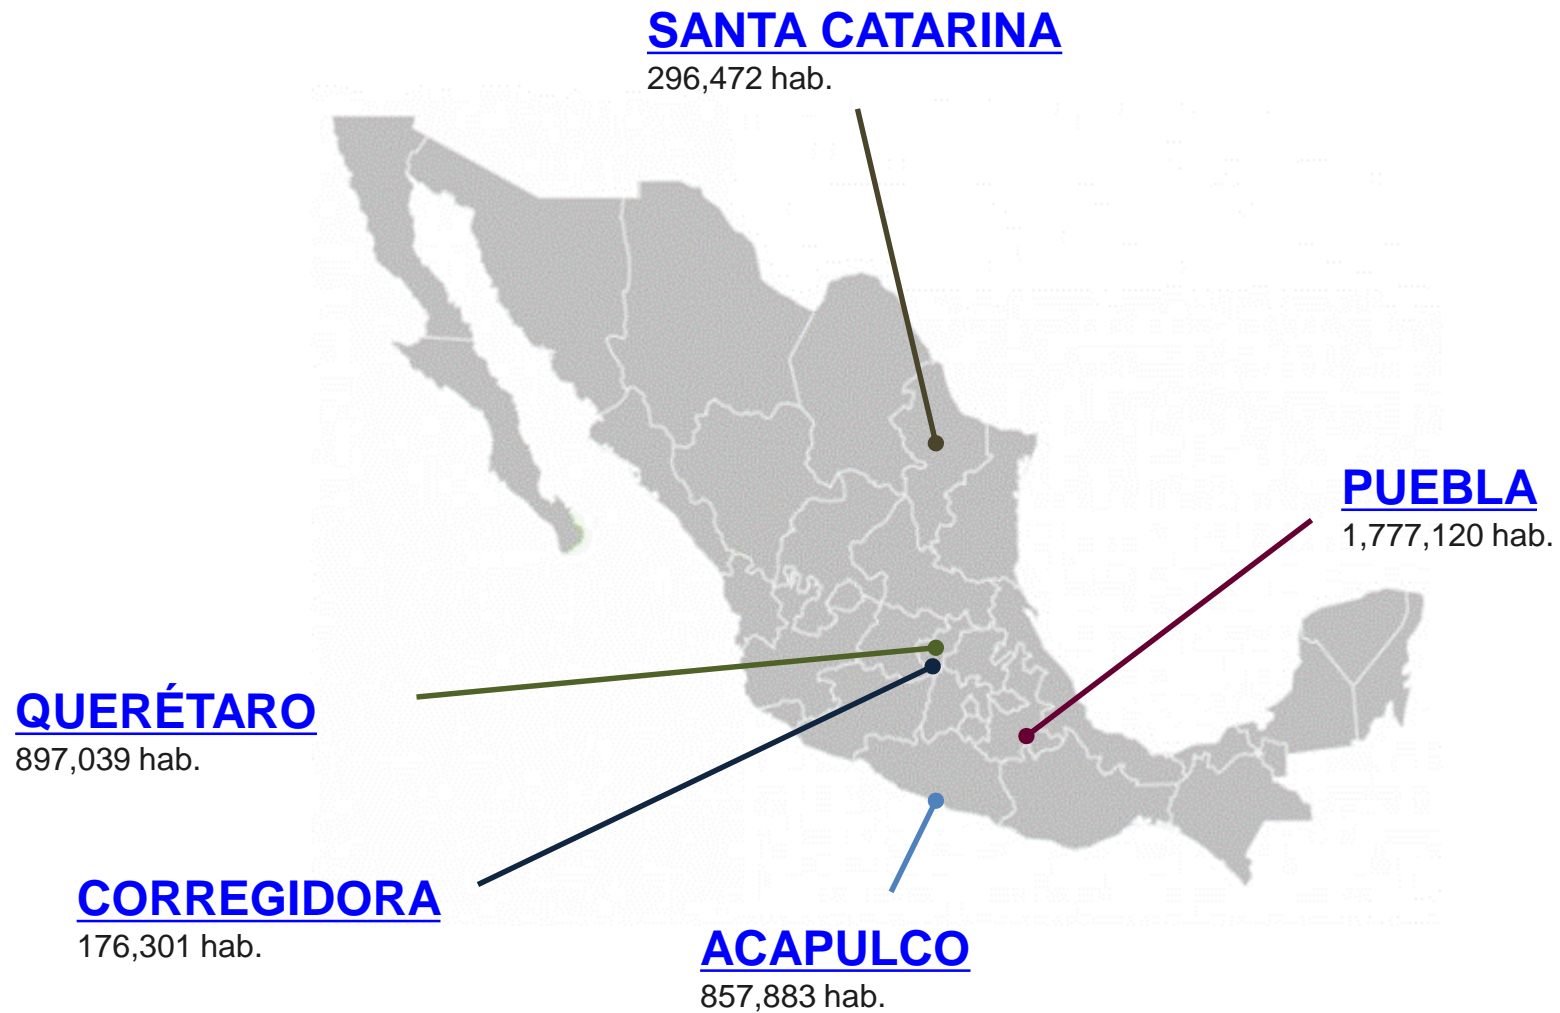 SANTA CATARINA
296,472 hab.
PUEBLA
1,777,120 hab.
QUERÉTARO
897,039 hab.
CORREGIDORA
176,301 hab.
ACAPULCO
857,883 hab.